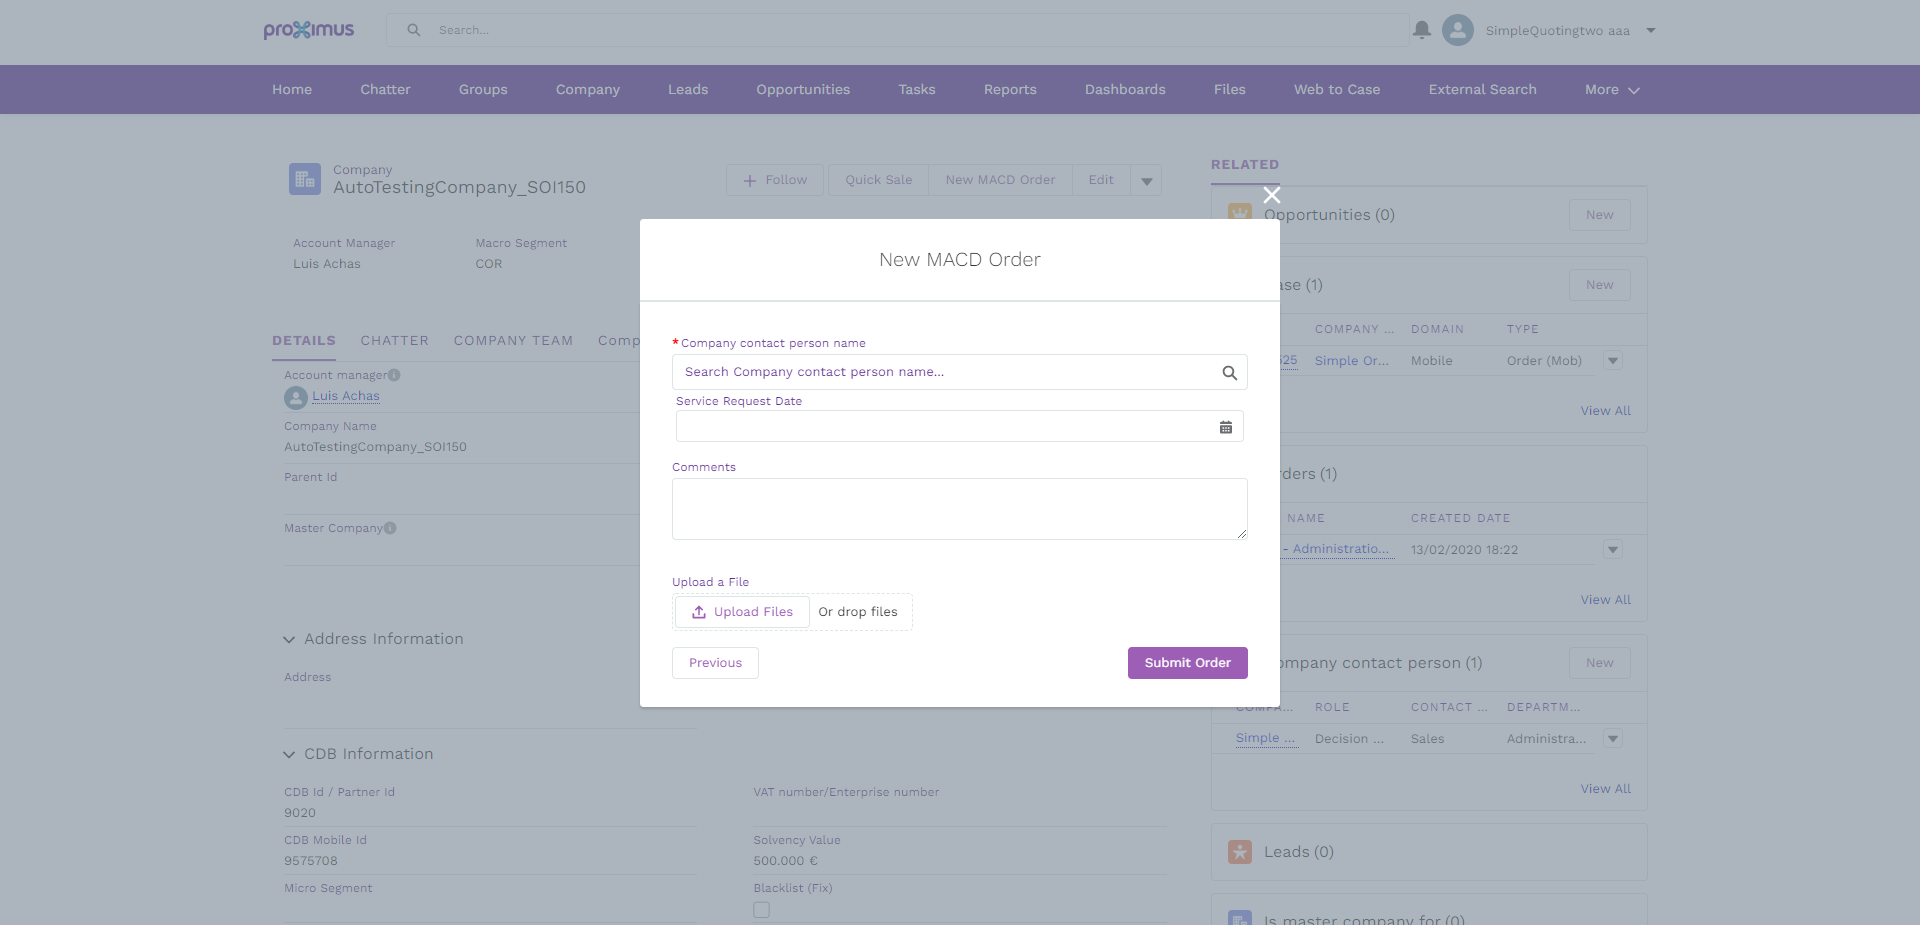 proximus
Search...
SimpleQuotingtwo aaa
Home Chatter Groups Company Leads Opportunities Tasks Reports Dashboards Files Web to Case External Search More
Company
AutoTestingCompany_SOI150
Follow Quick Sale New MACD Order Edit
Account Manager Macro Segment
Luis Achas COR
DETAILS CHATTER COMPANY TEAM Comp
Account manager
Luis Achas
Company Name
AutoTestingCompany_SOI150
Parent Id
Master Company
Address Information
Address
CDB Information
CDB Id / Partner Id VAT number/Enterprise number
9020
CDB Mobile Id Solvency Value
9575708 500.000 €
Micro Segment Blacklist (Fix)
New MACD Order
*Company contact person name
Search Company contact person name...
Service Request Date
Comments
Upload a File
Upload Files Or drop files
Previous Submit Order
RELATED
Opportunities (0) New
ase (1) New
COMPANY ... DOMAIN TYPE
525 Simple Or... Mobile Order (Mob)
View All
rders (1)
NAME CREATED DATE
- Administratio... 13/02/2020 18:22
View All
ompany contact person (1) New
COMPA... ROLE CONTACT ... DEPARTM...
Simple ... Decision ... Sales Administra...
View All
Leads (0)
Is master company for (0)